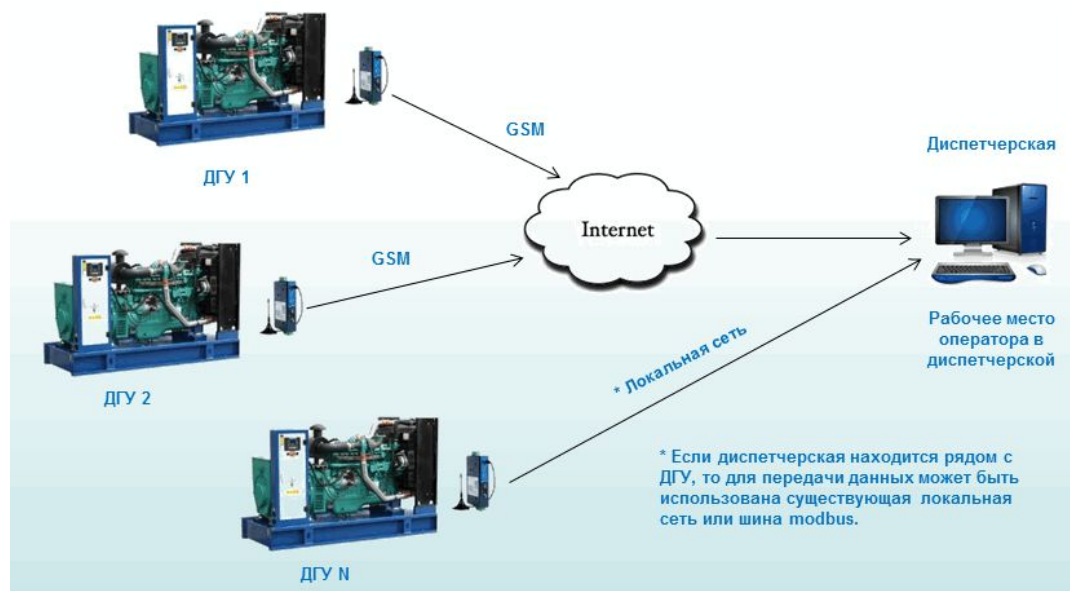 GSM
ДГУ 1
Диспетчерская
Internet
GSM
Рабочее место
оператора в
диспетчерской
* Локальная сеть
ДГУ 2
* Если диспетчерская находится рядом с
ДГУ, то для передачи данных может быть
использована существующая локальная
сеть или шина modbus.
ДГУ N